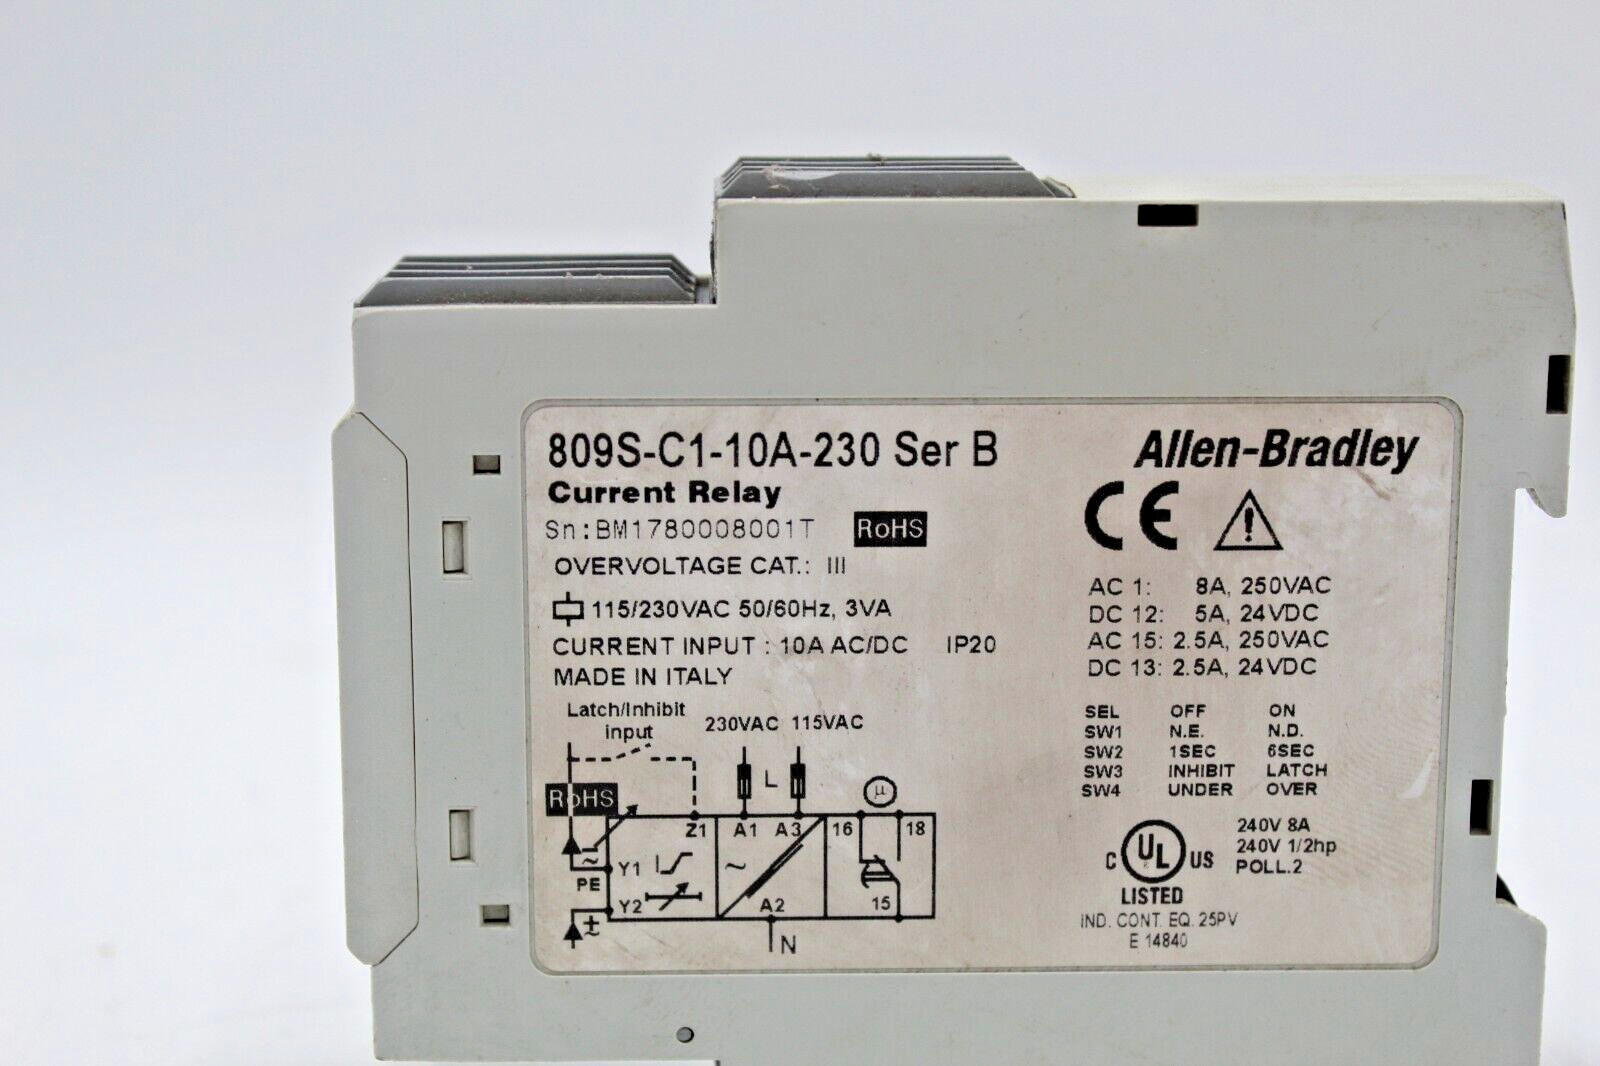 809S-C1-10A-230 Ser B
Current Relay
Sn:BM1780008001T RoHS
OVERVOLTAGE CAT.: III
115/230VAC 50/60Hz, 3VA
CURRENT INPUT : 10A AC/DC IP20
MADE IN ITALY
Allen-Bradley
CE
AC 1: 8A, 250VAC
DC 12: 5A, 24VDC
AC 15: 2.5A, 250VAC
DC 13: 2.5A, 24VDC
SEL OFF ON
SW1 N.E. N.D.
SW2 1SEC 6SEC
SW3 INHIBIT LATCH
SW4 UNDER OVER
Latch/Inhibit
input
230VAC 115VAC
L
RoHS
μ
Z1 A1 A3 16 18
Y1
PE
Y2 A2 15
N
C UL US
R
LISTED
240V 8A
240V 1/2hp
POLL.2
IND. CONT. EQ. 25PV
E 14840